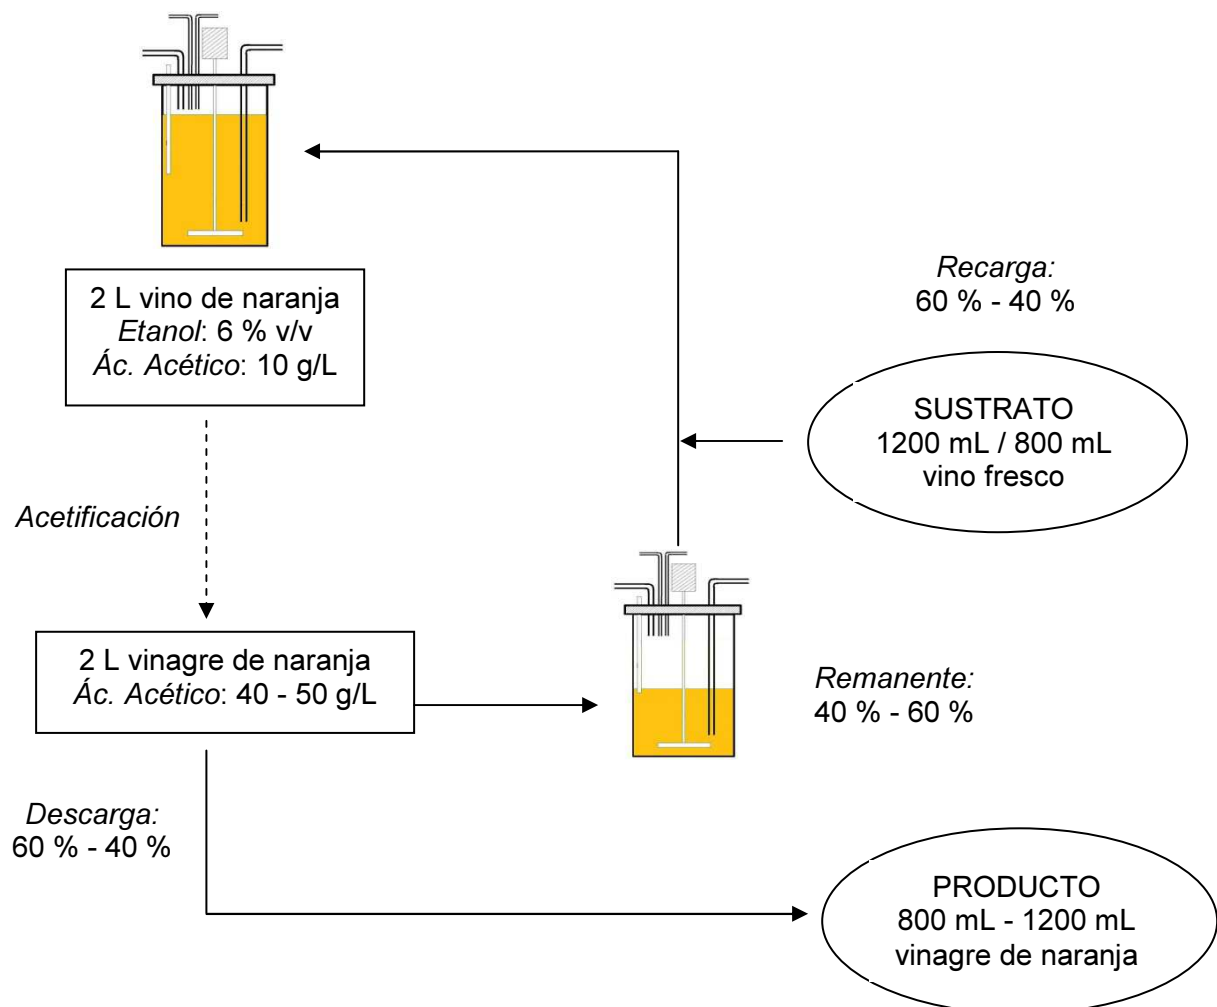 2 L vino de naranja
Etanol: 6 % v/v
Ác. Acético: 10 g/L
Recarga:
60 % - 40 %
SUSTRATO
1200 mL / 800 mL
vino fresco
Acetificación
2 L vinagre de naranja
Ác. Acético: 40 - 50 g/L
Remanente:
40 % - 60 %
Descarga:
60 % - 40 %
PRODUCTO
800 mL - 1200 mL
vinagre de naranja